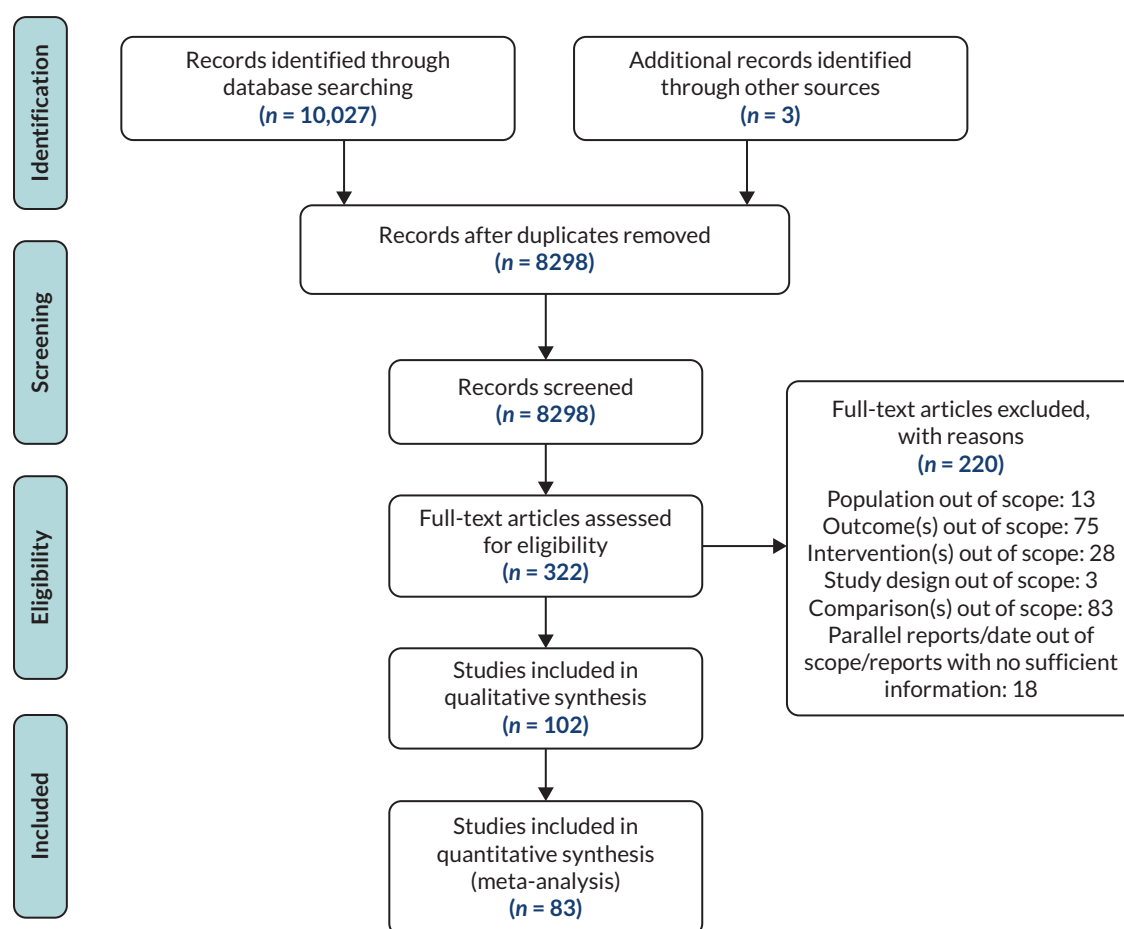 Identification
Records identified through
database searching
(n = 10,027)
Additional records identified
through other sources
(n = 3)
Records after duplicates removed
(n = 8298)
Screening
Records screened
(n = 8298)
Eligibility
Full-text articles assessed
for eligibility
(n = 322)
Full-text articles excluded,
with reasons
(n = 220)
Population out of scope: 13
Outcome(s) out of scope: 75
Intervention(s) out of scope: 28
Study design out of scope: 3
Comparison(s) out of scope: 83
Parallel reports/date out of
scope/reports with no sufficient
information: 18
Studies included in
qualitative synthesis
(n = 102)
Included
Studies included in
quantitative synthesis
(meta-analysis)
(n = 83)